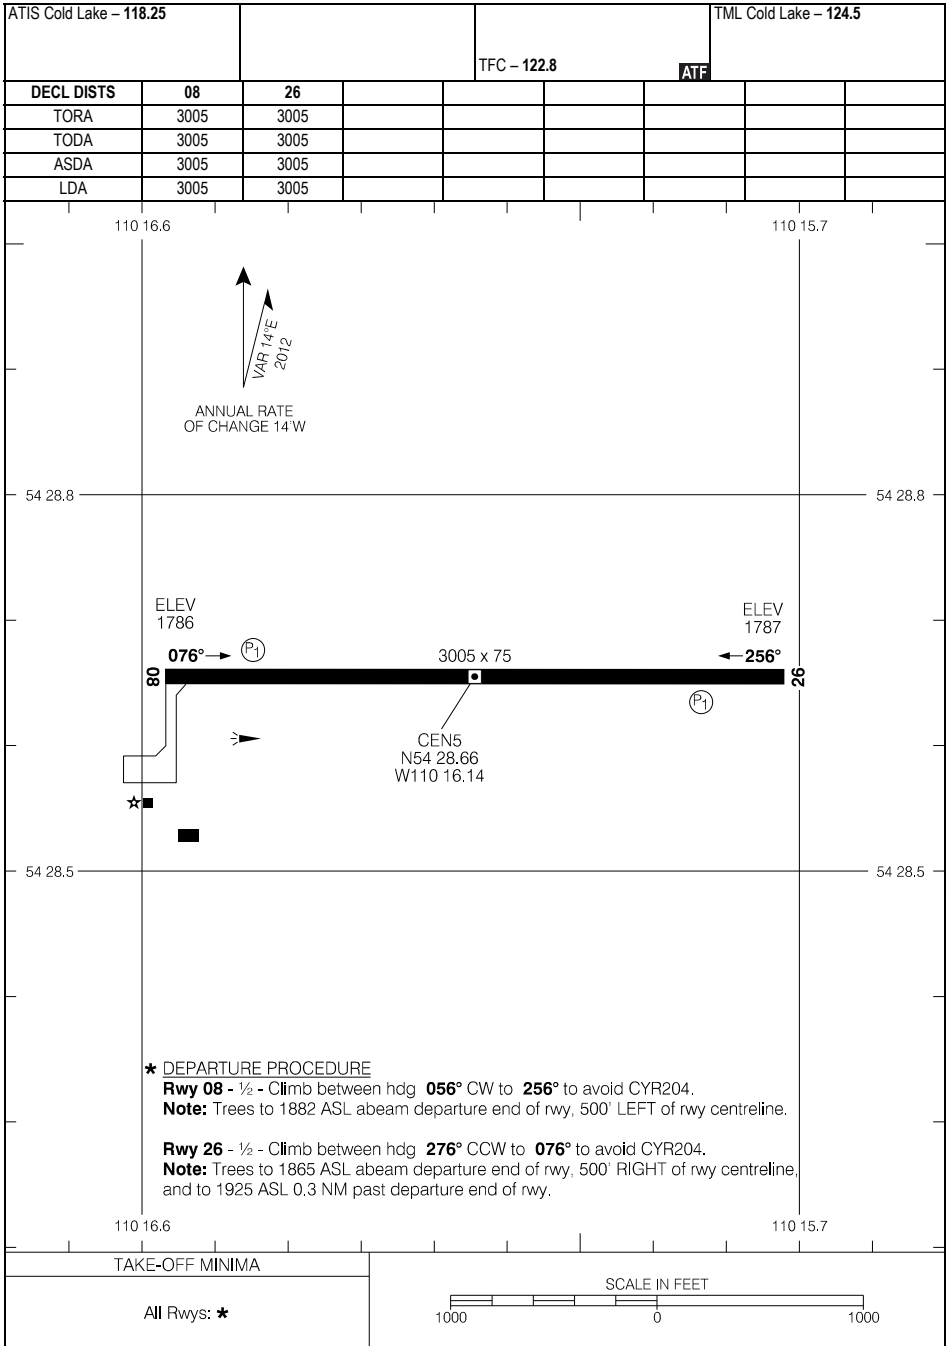 ATIS Cold Lake – 118.25
TML Cold Lake – 124.5
TFC – 122.8
ATF
DECL DISTS 08 26
TORA 3005 3005
TODA 3005 3005
ASDA 3005 3005
LDA 3005 3005
110 16.6 110 15.7
VAR 14°E
2012
ANNUAL RATE
OF CHANGE 14'W
54 28.8 54 28.8
ELEV
1786
ELEV
1787
076° P1 3005 x 75 256°
08 26
P1
CEN5
N54 28.66
W110 16.14
54 28.5 54 28.5
* DEPARTURE PROCEDURE
Rwy 08 - ½ - Climb between hdg 056° CW to 256° to avoid CYR204.
Note: Trees to 1882 ASL abeam departure end of rwy, 500' LEFT of rwy centreline.
Rwy 26 - ½ - Climb between hdg 276° CCW to 076° to avoid CYR204.
Note: Trees to 1865 ASL abeam departure end of rwy, 500' RIGHT of rwy centreline,
and to 1925 ASL 0.3 NM past departure end of rwy.
110 16.6 110 15.7
TAKE-OFF MINIMA
All Rwys: *
SCALE IN FEET
1000 0 1000